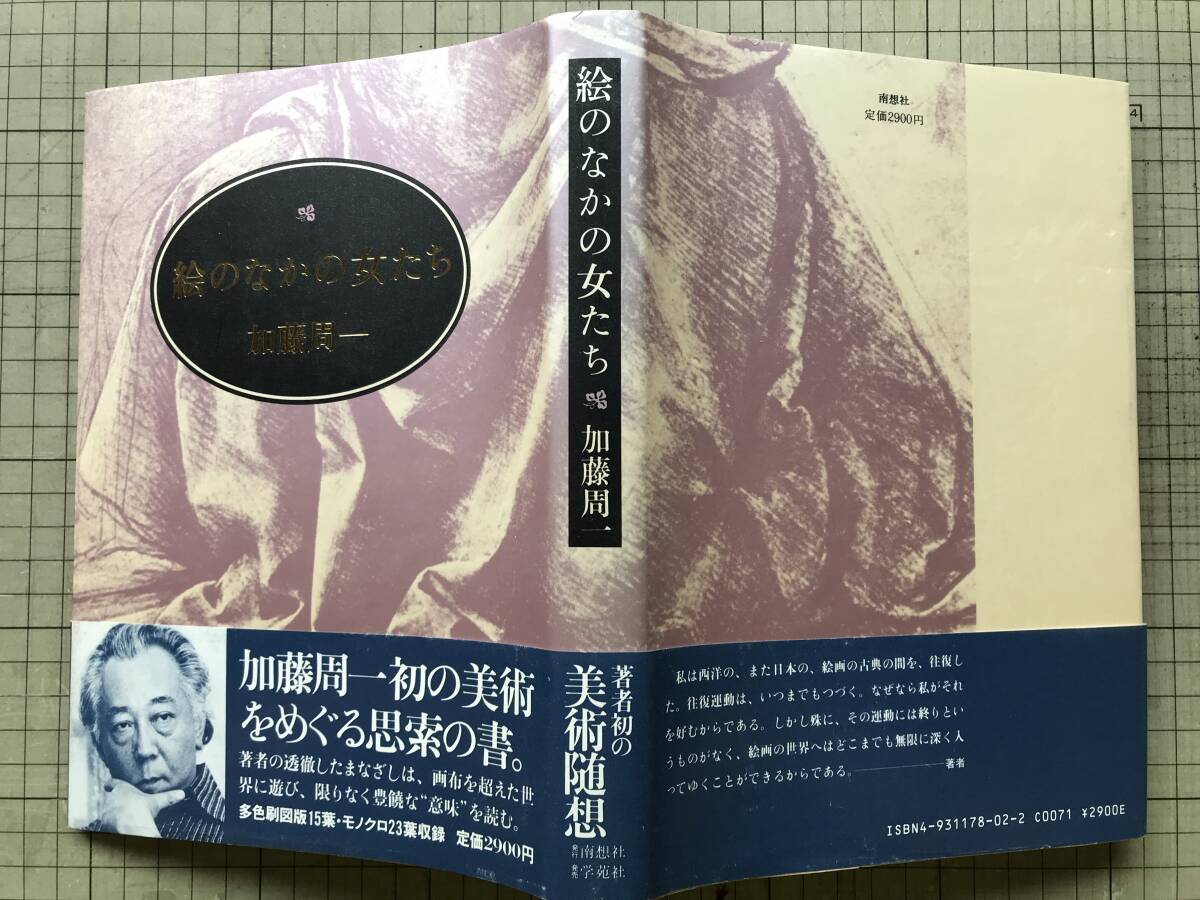 絵のなかの女たち
加藤周一
絵のなかの女たち
加藤周一
南想社
定価2900円
加藤周一初の美術
をめぐる思索の書。
著者の透徹したまなざしは、画布を超えた世
界に遊び、限りなく豊饒な“意味”を読む。
多色刷図版15葉・モノクロ23葉収録 定価2900円
著者初の
美術随想
発行 南想社
発売 学苑社
私は西洋の、また日本の、絵画の古典の間を、往復し
た。往復運動は、いつまでもつづく。なぜなら私がそれ
を好むからである。しかし殊に、その運動には終りとい
うものがなく、絵画の世界へはどこまでも無限に深く入
ってゆくことができるからである。――著者
ISBN4-931178-02-2 C0071 ¥2900E
4